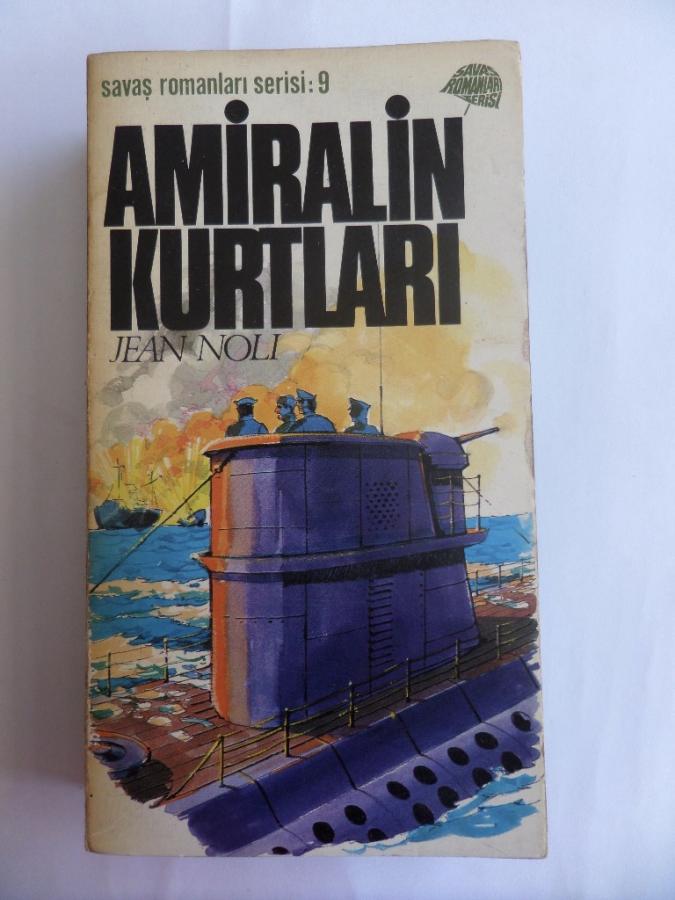 savaş romanları serisi: 9
SAVAŞ
ROMANLARI
SERİSİ
AMİRALİN
KURTLARI
JEAN NOLI